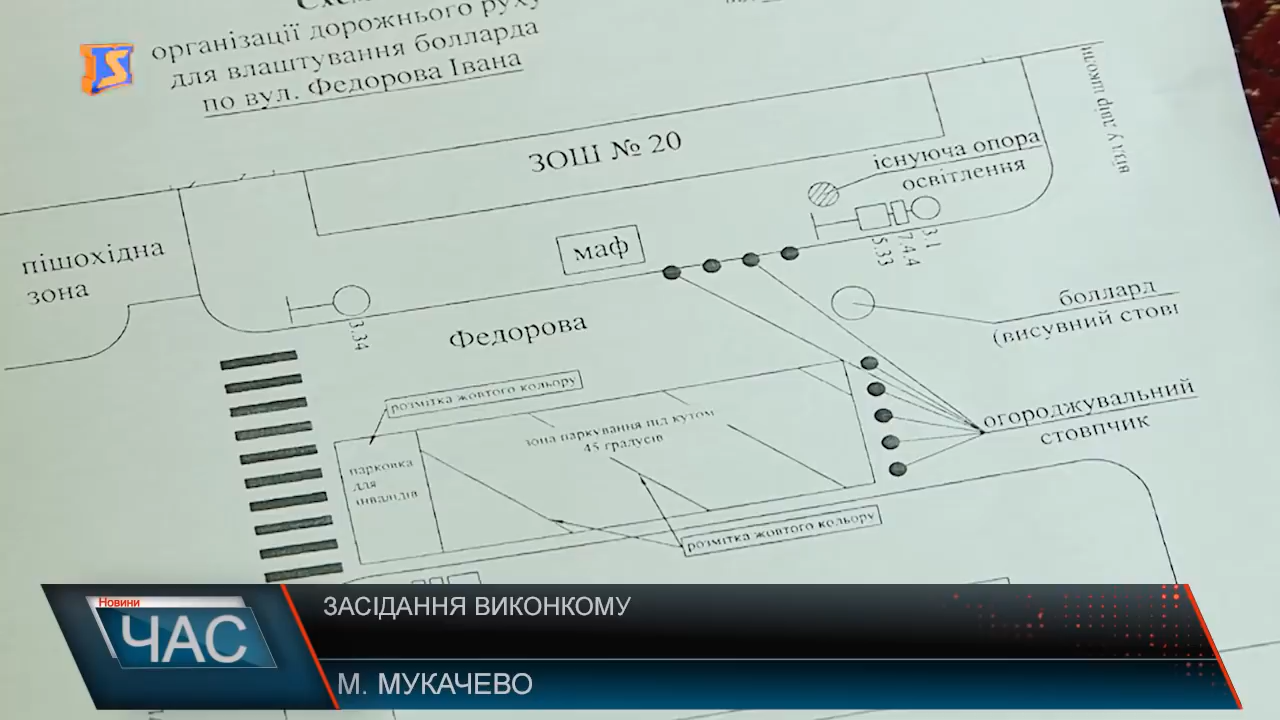 організації дорожнього руху
для влаштування болларда
по вул. Федорова Івана
ЗОШ № 20
існуюча опора
освітлення
вїзд у двір школи
пішохідна
зона
маф
3.1
7.4.4
5.33
3.34
боллард
(висувний стові
Федорова
розмітка жовтого кольору
зона паркування під кутом
45 градусів
огороджувальний
стовпчик
парковка
для
інвалідів
розмітка жовтого кольору
Новини
ЧАС
ЗАСІДАННЯ ВИКОНКОМУ
М. МУКАЧЕВО